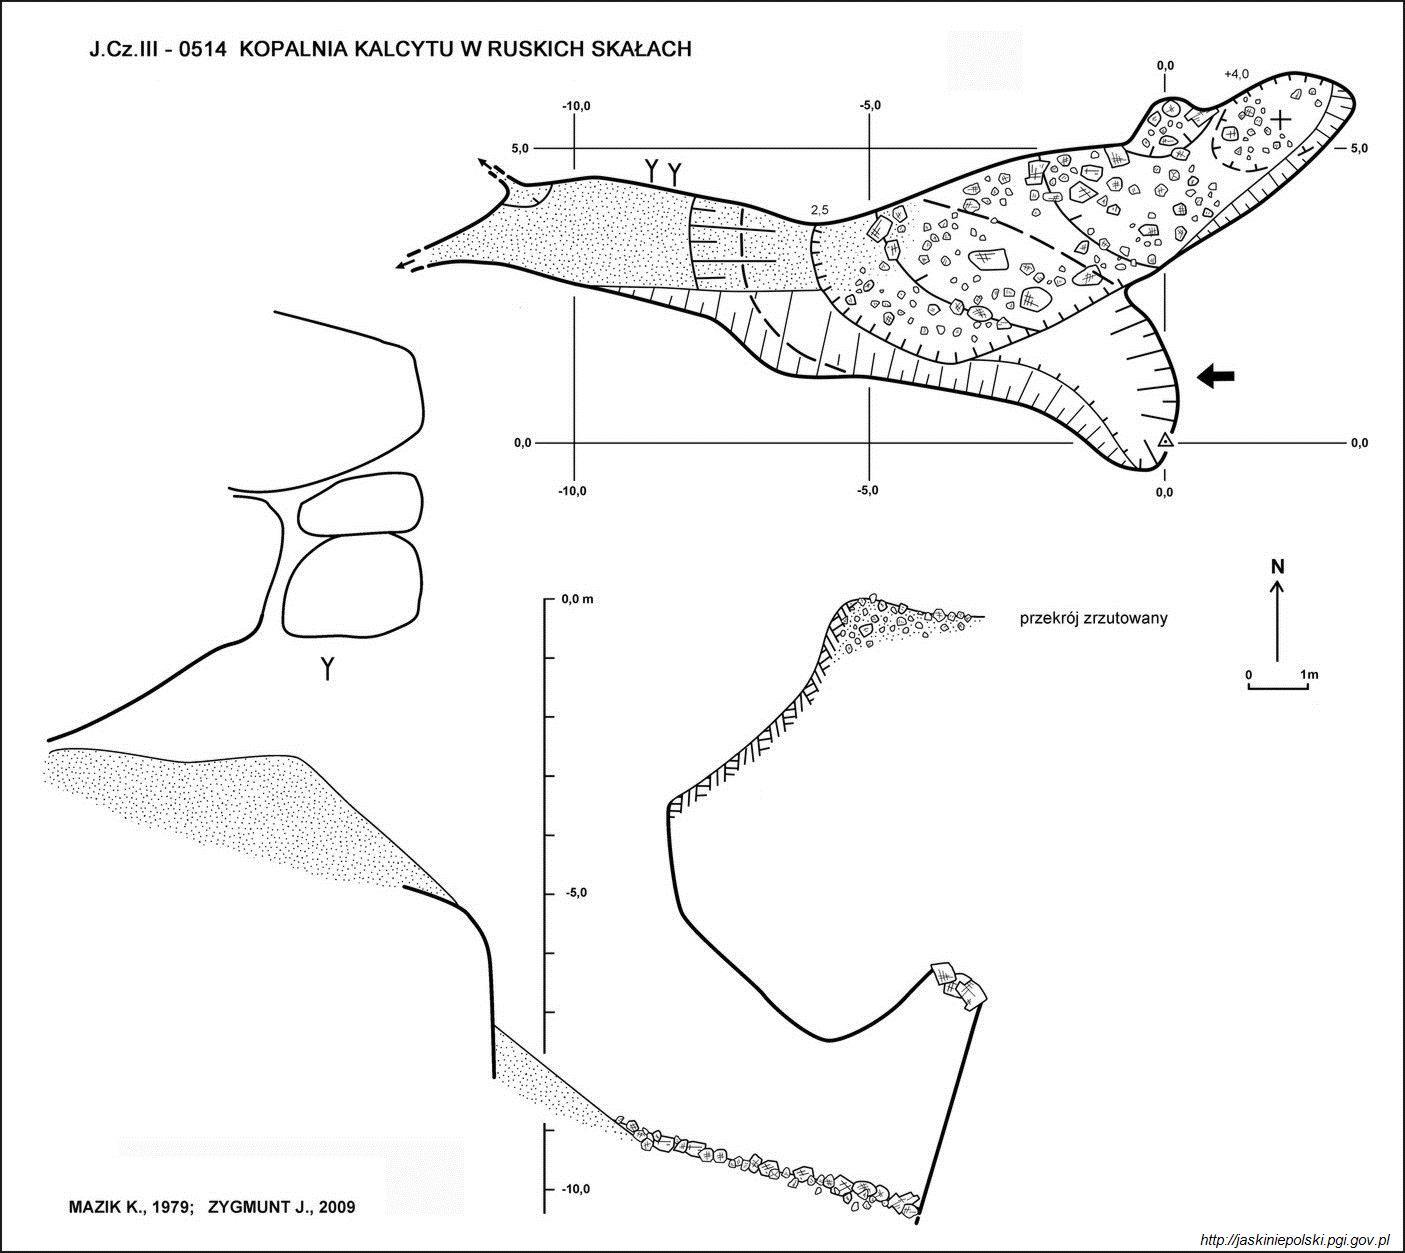 J.Cz.III - 0514 KOPALNIA KALCYTU W RUSKICH SKAŁACH
0,0
+4,0
-10,0
-5,0
5,0
5,0
2,5
0,0
0,0
-10,0
-5,0
0,0
N
0,0 m
przekrój zrzutowany
0 1m
-5,0
-10,0
MAZIK K., 1979; ZYGMUNT J., 2009
http://jaskiniepolski.pgi.gov.pl